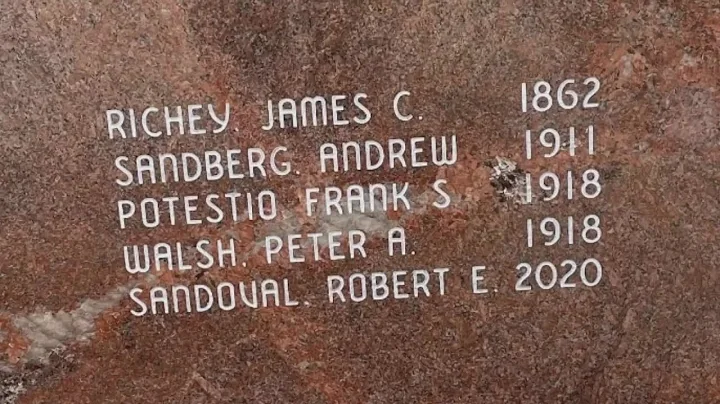 RICHEY, JAMES C. 1862
SANDBERG, ANDREW 1911
POTESTIO, FRANK S. 1918
WALSH, PETER A. 1918
SANDOVAL, ROBERT E. 2020